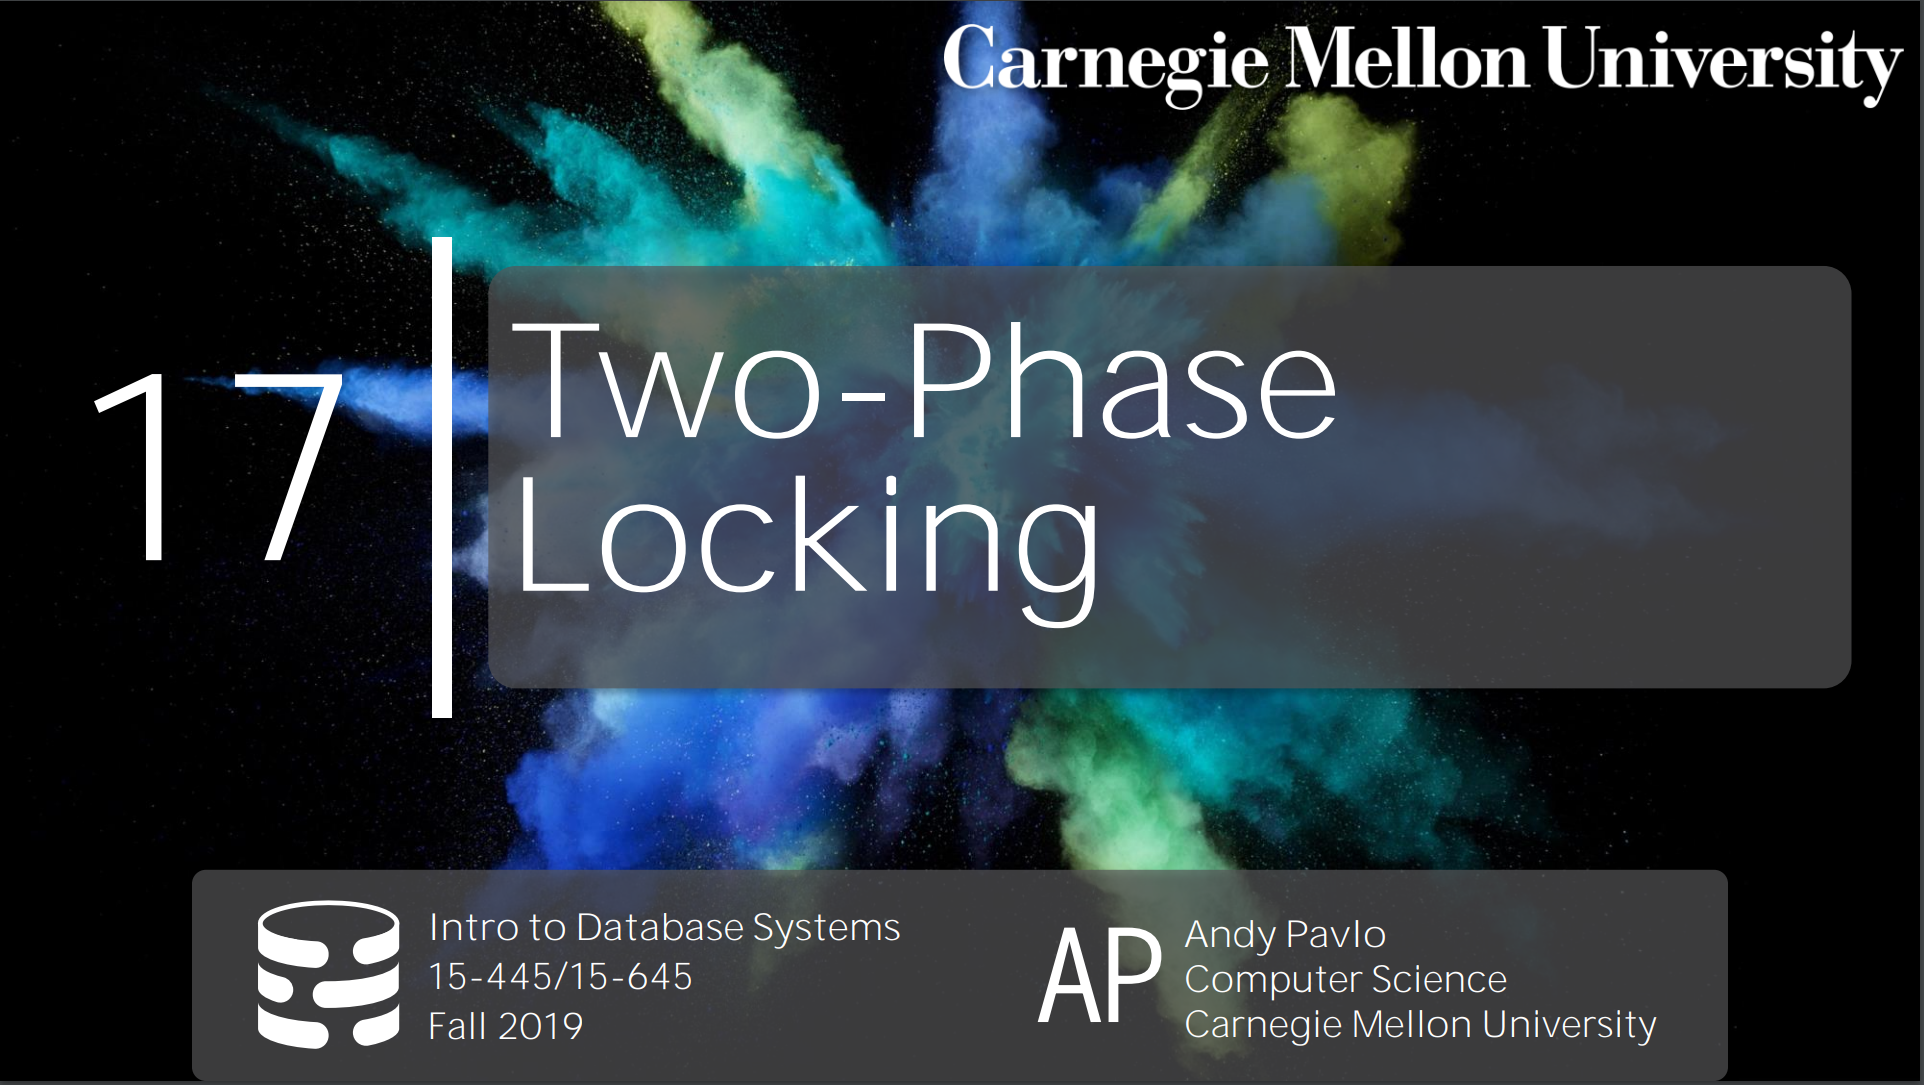 Carnegie Mellon University
17
Two-Phase
Locking
Intro to Database Systems
15-445/15-645
Fall 2019
AP
Andy Pavlo
Computer Science
Carnegie Mellon University